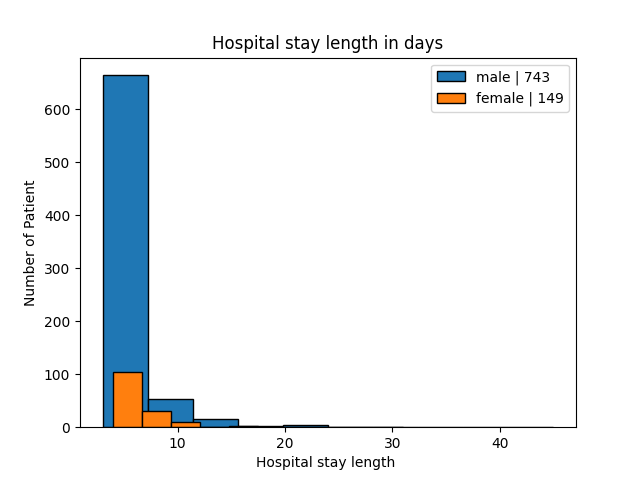 Hospital stay length in days
male | 743
female | 149
Number of Patient
600
500
400
300
200
100
0
10
20
30
40
Hospital stay length